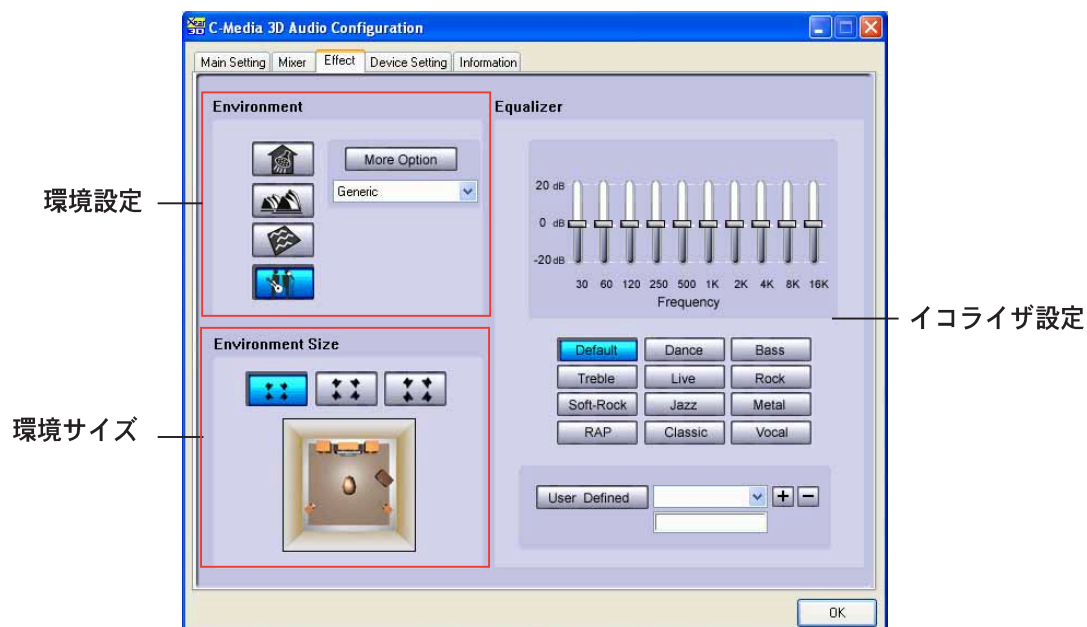 Xear 3D C-Media 3D Audio Configuration
Main Setting Mixer Effect Device Setting Information
Environment
More Option
Generic
環境設定
Environment Size
環境サイズ
Equalizer
20 dB
0 dB
-20 dB
30 60 120 250 500 1K 2K 4K 8K 16K
Frequency
イコライザ設定
Default Dance Bass
Treble Live Rock
Soft-Rock Jazz Metal
RAP Classic Vocal
User Defined
OK